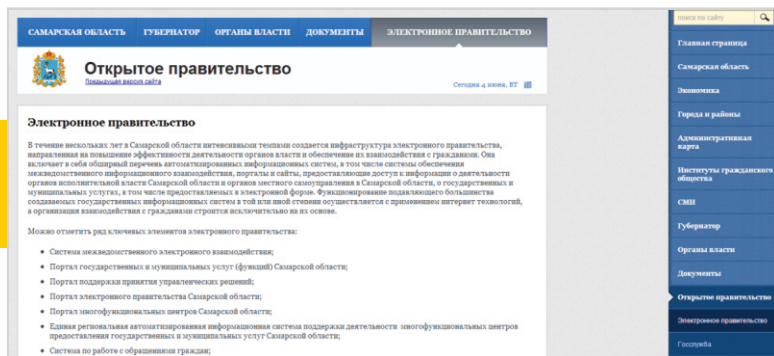 САМАРСКАЯ ОБЛАСТЬ ГУБЕРНАТОР ОРГАНЫ ВЛАСТИ ДОКУМЕНТЫ ЭЛЕКТРОННОЕ ПРАВИТЕЛЬСТВО
Открытое правительство
Предыдущая версия сайта
Сегодня 4 июня, ВТ
Электронное правительство
В течение нескольких лет в Самарской области интенсивными темпами создается инфраструктура электронного правительства,
направленная на повышение эффективности деятельности органов власти и обеспечение их взаимодействия с гражданами. Она
включает в себя обширный перечень автоматизированных информационных систем, в том числе системы обеспечения
межведомственного информационного взаимодействия, порталы и сайты, предоставляющие доступ к информации о деятельности
органов исполнительной власти Самарской области и органов местного самоуправления в Самарской области, о государственных и
муниципальных услугах, в том числе предоставляемых в электронной форме. Функционирование подавляющего большинства
создаваемых государственных информационных систем в той или иной степени осуществляется с применением интернет технологий,
а организация взаимодействия с гражданами строится исключительно на их основе.
Можно отметить ряд ключевых элементов электронного правительства:
• Система межведомственного электронного взаимодействия;
• Портал государственных и муниципальных услуг (функций) Самарской области;
• Портал поддержки принятия управленческих решений;
• Портал электронного правительства Самарской области;
• Портал многофункциональных центров Самарской области;
• Единая региональная автоматизированная информационная система поддержки деятельности многофункциональных центров
предоставления государственных и муниципальных услуг Самарской области;
• Система по работе с обращениями граждан;
поиск по сайту
Главная страница
Самарская область
Экономика
Города и районы
Административная
карта
Институты гражданского
общества
СМИ
Губернатор
Органы власти
Документы
Открытое правительство
Электронное правительство
Госслужба